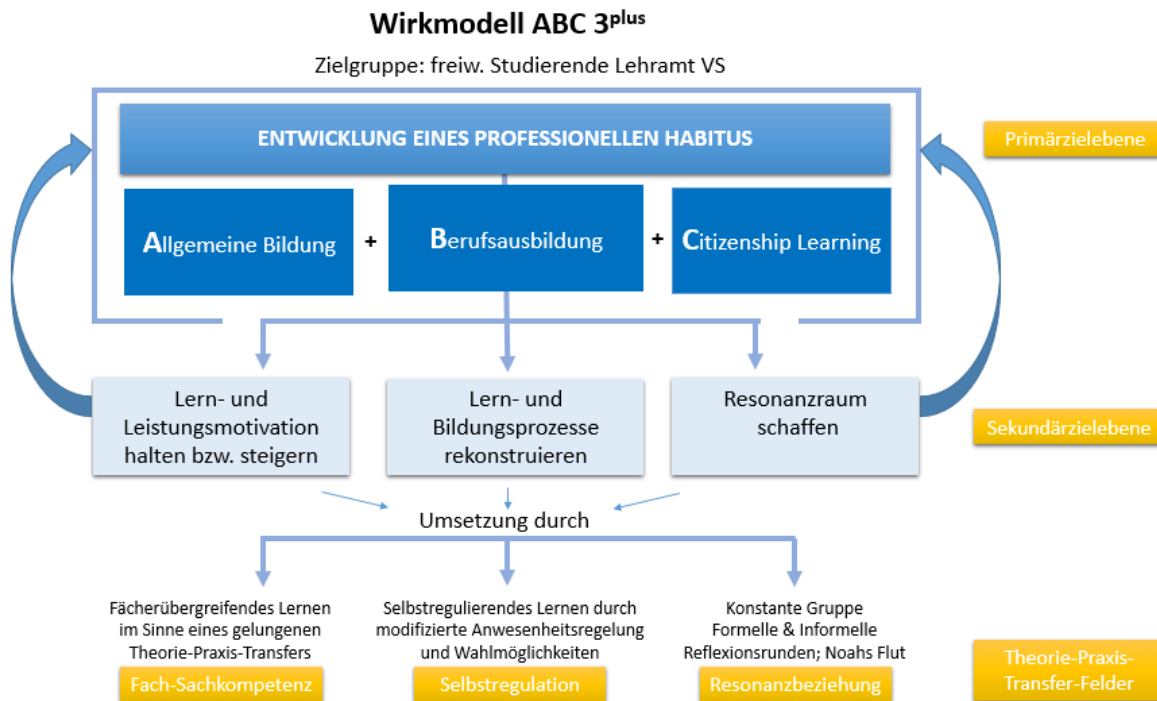 Wirkmodell ABC 3plus
Zielgruppe: freiw. Studierende Lehramt VS
ENTWICKLUNG EINES PROFESSIONELLEN HABITUS
Primärzielebene
Allgemeine Bildung
+
Berufsausbildung
+
Citizenship Learning
Lern- und
Leistungsmotivation
halten bzw. steigern
Lern- und
Bildungsprozesse
rekonstruieren
Resonanzraum
schaffen
Sekundärzielebene
Umsetzung durch
Fächerübergreifendes Lernen
im Sinne eines gelungenen
Theorie-Praxis-Transfers
Fach-Sachkompetenz
Selbstregulierendes Lernen durch
modifizierte Anwesenheitsregelung
und Wahlmöglichkeiten
Selbstregulation
Konstante Gruppe
Formelle & Informelle
Reflexionsrunden; Noahs Flut
Resonanzbeziehung
Theorie-Praxis-
Transfer-Felder